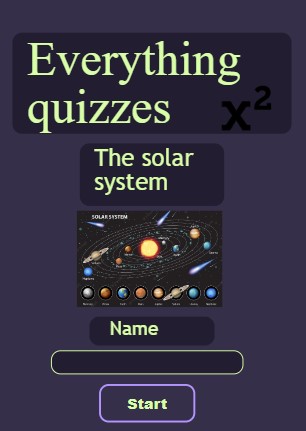 Everything
quizzes x²
The solar
system
SOLAR SYSTEM
Name
Start